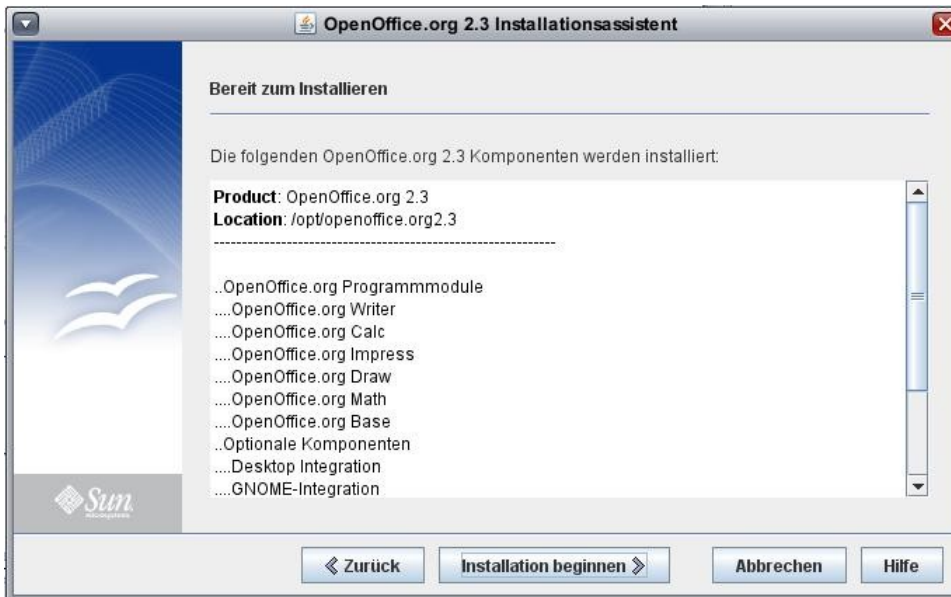 OpenOffice.org 2.3 Installationsassistent
Bereit zum Installieren
Die folgenden OpenOffice.org 2.3 Komponenten werden installiert:
Product: OpenOffice.org 2.3
Location: /opt/openoffice.org2.3
--------------------------------------------------------------
..OpenOffice.org Programmmodule
....OpenOffice.org Writer
....OpenOffice.org Calc
....OpenOffice.org Impress
....OpenOffice.org Draw
....OpenOffice.org Math
....OpenOffice.org Base
..Optionale Komponenten
....Desktop Integration
....GNOME-Integration
Sun
microsystems
Zurück
Installation beginnen
Abbrechen
Hilfe